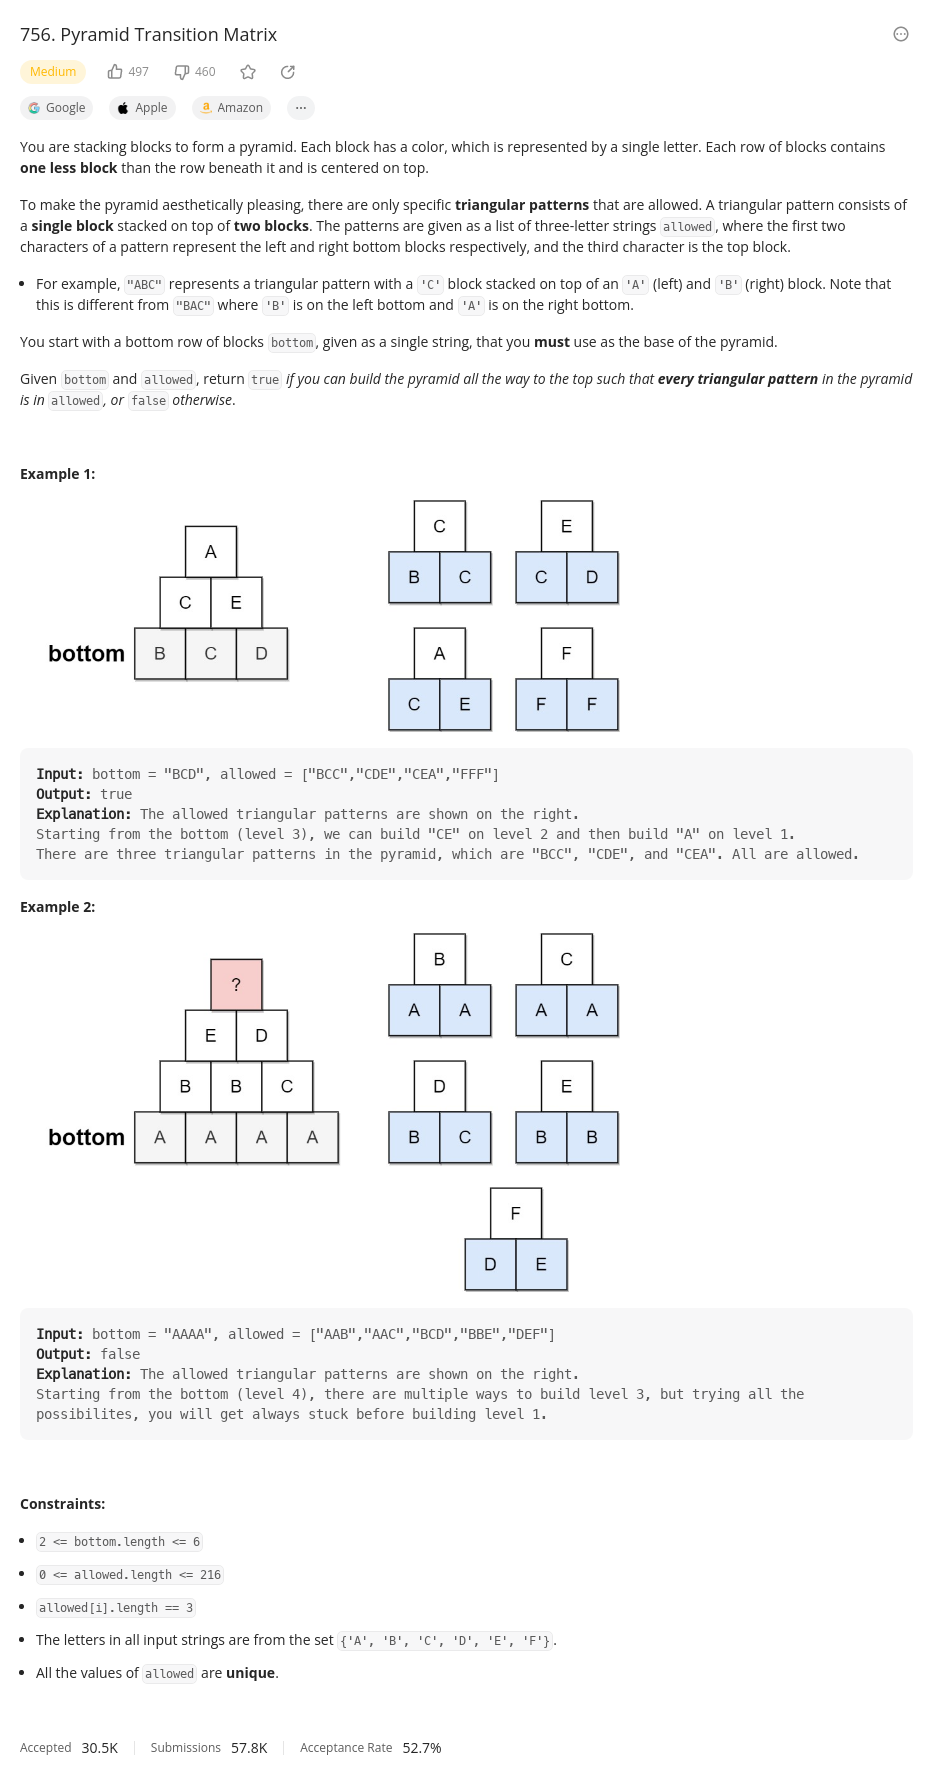 756. Pyramid Transition Matrix
Medium 497 460
Google Apple Amazon ...
You are stacking blocks to form a pyramid. Each block has a color, which is represented by a single letter. Each row of blocks contains
one less block than the row beneath it and is centered on top.
To make the pyramid aesthetically pleasing, there are only specific triangular patterns that are allowed. A triangular pattern consists of
a single block stacked on top of two blocks. The patterns are given as a list of three-letter strings allowed, where the first two
characters of a pattern represent the left and right bottom blocks respectively, and the third character is the top block.
• For example, "ABC" represents a triangular pattern with a 'C' block stacked on top of an 'A' (left) and 'B' (right) block. Note that
this is different from "BAC" where 'B' is on the left bottom and 'A' is on the right bottom.
You start with a bottom row of blocks bottom, given as a single string, that you must use as the base of the pyramid.
Given bottom and allowed, return true if you can build the pyramid all the way to the top such that every triangular pattern in the pyramid
is in allowed, or false otherwise.
Example 1:
A
C E
bottom B C D
C
B C
E
C D
A
C E
F
F F
Input: bottom = "BCD", allowed = ["BCC","CDE","CEA","FFF"]
Output: true
Explanation: The allowed triangular patterns are shown on the right.
Starting from the bottom (level 3), we can build "CE" on level 2 and then build "A" on level 1.
There are three triangular patterns in the pyramid, which are "BCC", "CDE", and "CEA". All are allowed.
Example 2:
?
E D
B B C
bottom A A A A
B
A A
C
A A
D
B C
E
B B
F
D E
Input: bottom = "AAAA", allowed = ["AAB","AAC","BCD","BBE","DEF"]
Output: false
Explanation: The allowed triangular patterns are shown on the right.
Starting from the bottom (level 4), there are multiple ways to build level 3, but trying all the
possibilites, you will get always stuck before building level 1.
Constraints:
• 2 <= bottom.length <= 6
• 0 <= allowed.length <= 216
• allowed[i].length == 3
• The letters in all input strings are from the set {'A', 'B', 'C', 'D', 'E', 'F'}.
• All the values of allowed are unique.
Accepted 30.5K Submissions 57.8K Acceptance Rate 52.7%